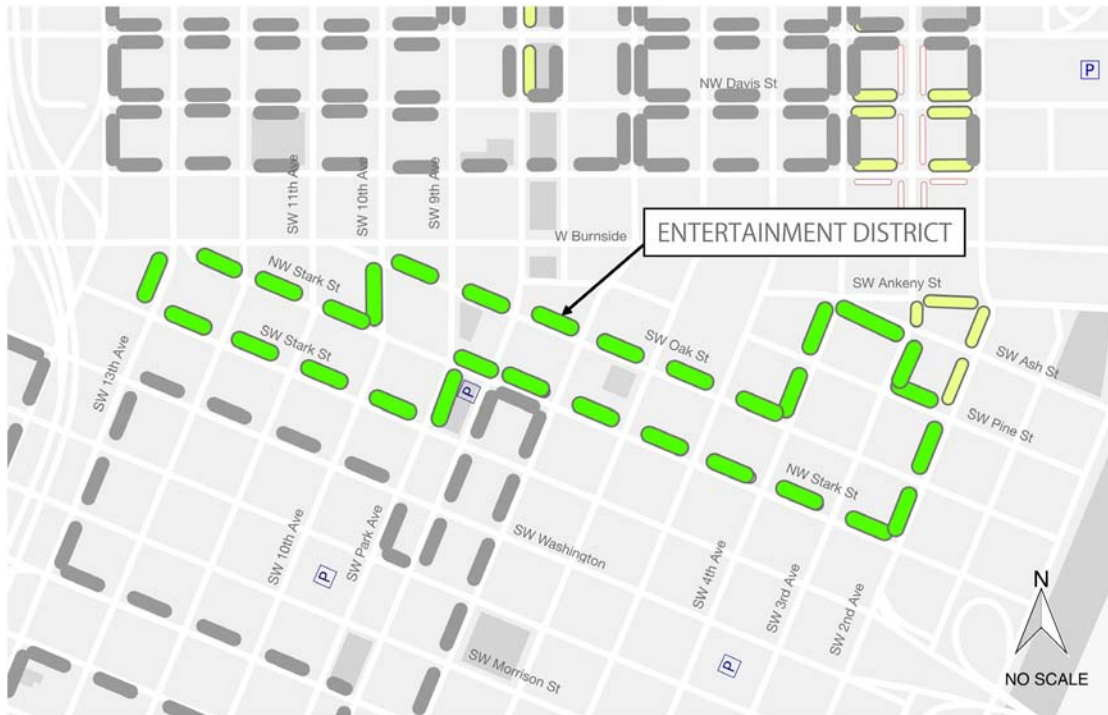 NW Davis St
P
SW 11th Ave
SW 10th Ave
SW 9th Ave
W Burnside
ENTERTAINMENT DISTRICT
SW Ankeny St
NW Stark St
SW Stark St
SW Oak St
SW Ash St
SW 13th Ave
P
SW Pine St
NW Stark St
SW Washington
SW Park Ave
SW 10th Ave
P
SW 4th Ave
SW 3rd Ave
SW 2nd Ave
N
SW Morrison St
P
NO SCALE